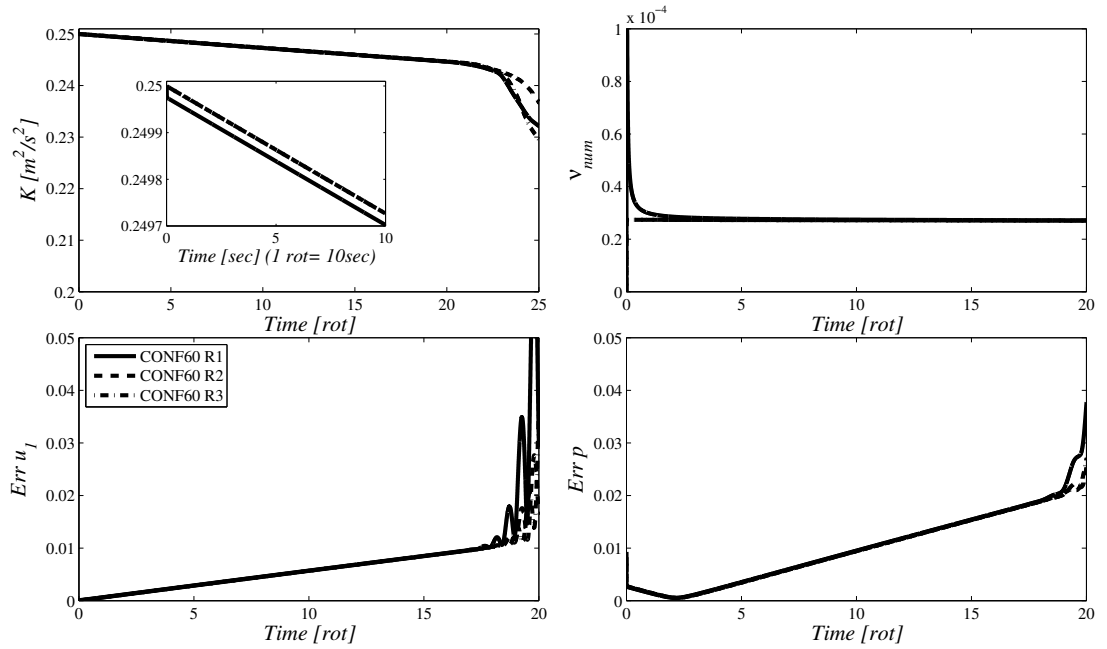 0.25
0.24
0.23
0.22
0.21
0.2
K [m²/s²]
0 5 10 15 20 25
Time [rot]
0.25
0.2499
0.2499
0.2498
0.2497
0 5 10
Time [sec] (1 rot= 10sec)
x 10⁻⁴
1
0.8
0.6
0.4
0.2
0
ν_num
0 5 10 15 20
Time [rot]
0.05
0.04
0.03
0.02
0.01
0
Err u_1
CONF60 R1
CONF60 R2
CONF60 R3
0 5 10 15 20
Time [rot]
0.05
0.04
0.03
0.02
0.01
0
Err p
0 5 10 15 20
Time [rot]